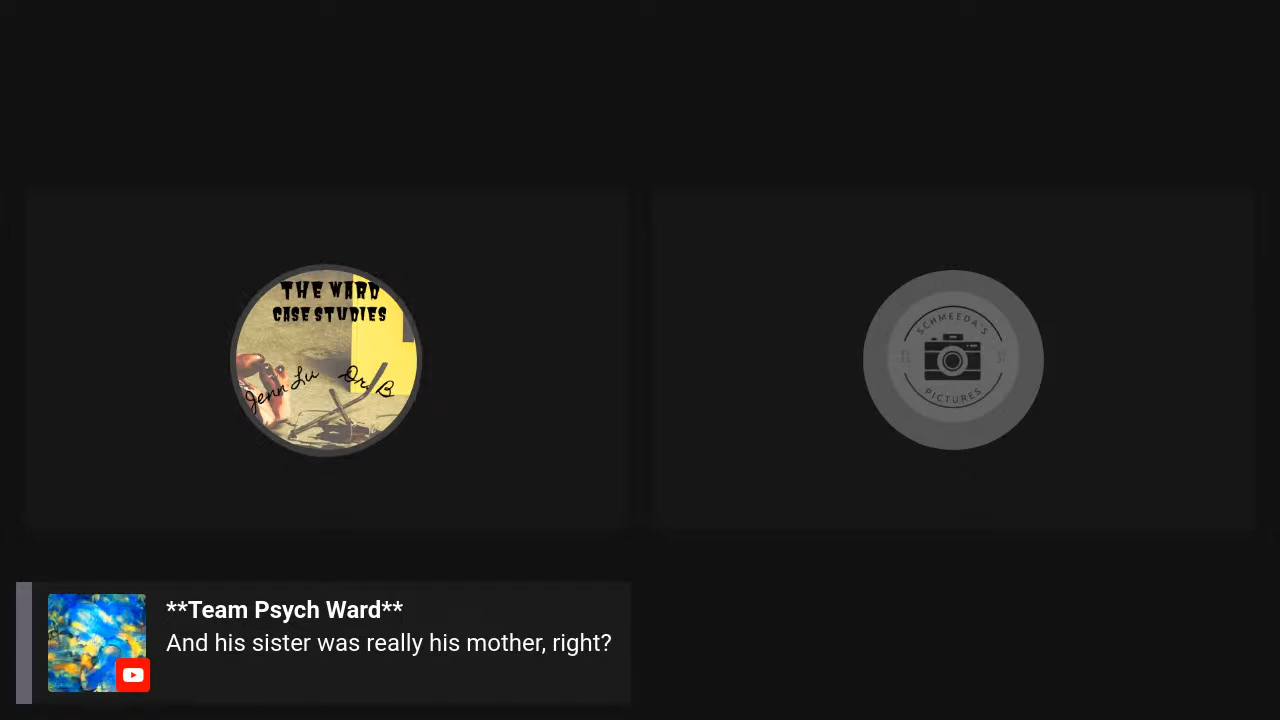 THE WARD
CASE STUDIES
Jenn Lu Dr B
SCHMEEDA'S
PICTURES
**Team Psych Ward**
And his sister was really his mother, right?